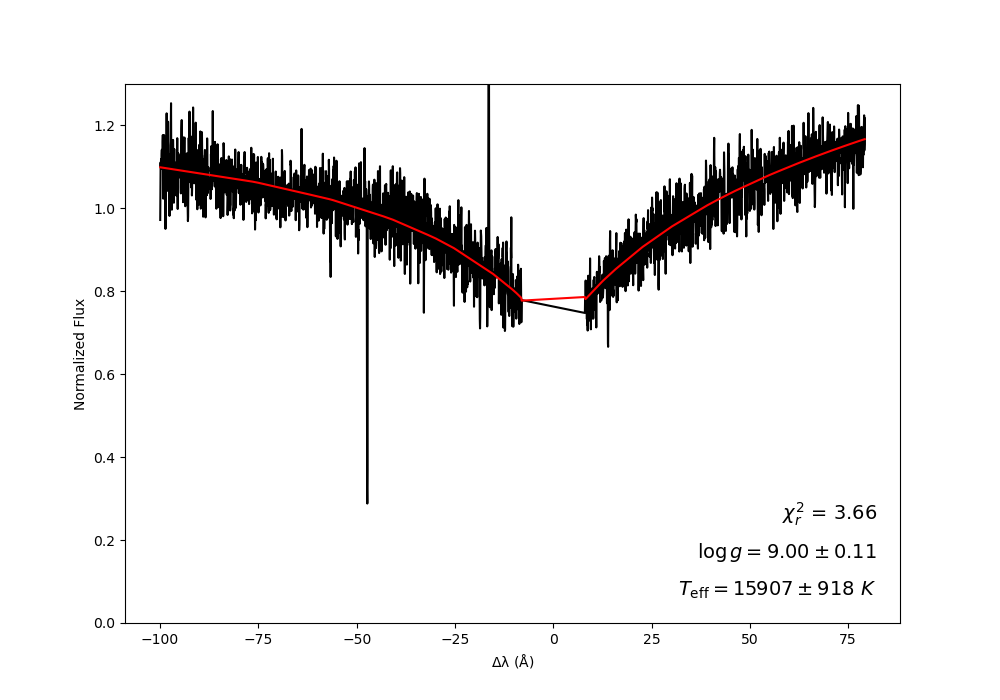 1.2
1.0
0.8
0.6
0.4
0.2
0.0
Normalized Flux
χ²ᵣ = 3.66
log g = 9.00 ± 0.11
T_eff = 15907 ± 918 K
−100 −75 −50 −25 0 25 50 75
Δλ (Å)